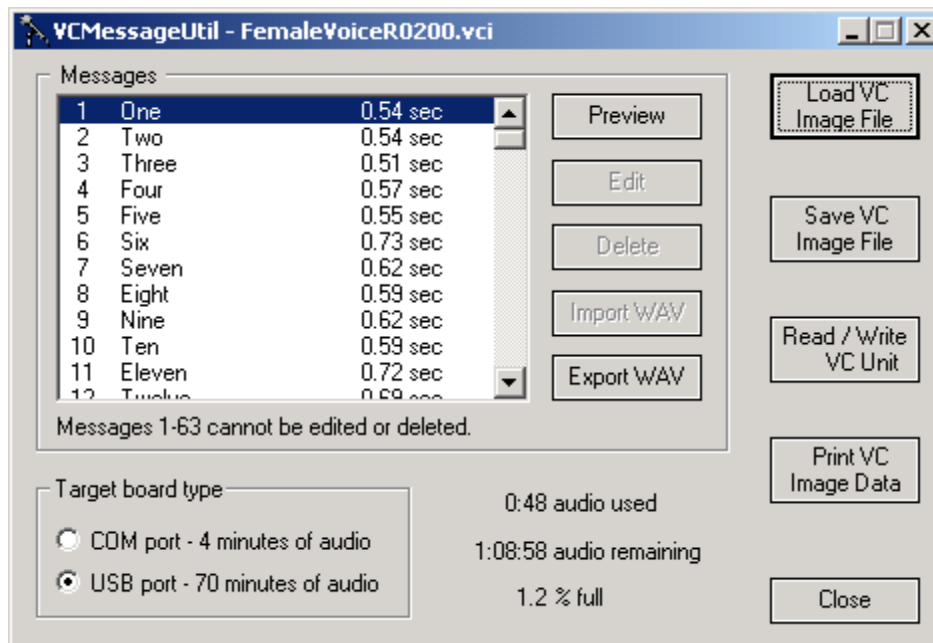 VCMessageUtil - FemaleVoiceR0200.vci
Messages
1 One 0.54 sec
2 Two 0.54 sec
3 Three 0.51 sec
4 Four 0.57 sec
5 Five 0.55 sec
6 Six 0.73 sec
7 Seven 0.62 sec
8 Eight 0.59 sec
9 Nine 0.62 sec
10 Ten 0.59 sec
11 Eleven 0.72 sec
12 Twelve 0.69 sec
Messages 1-63 cannot be edited or deleted.
Preview
Edit
Delete
Import WAV
Export WAV
Load VC
Image File
Save VC
Image File
Read / Write
VC Unit
Print VC
Image Data
Close
Target board type
COM port - 4 minutes of audio
USB port - 70 minutes of audio
0:48 audio used
1:08:58 audio remaining
1.2 % full